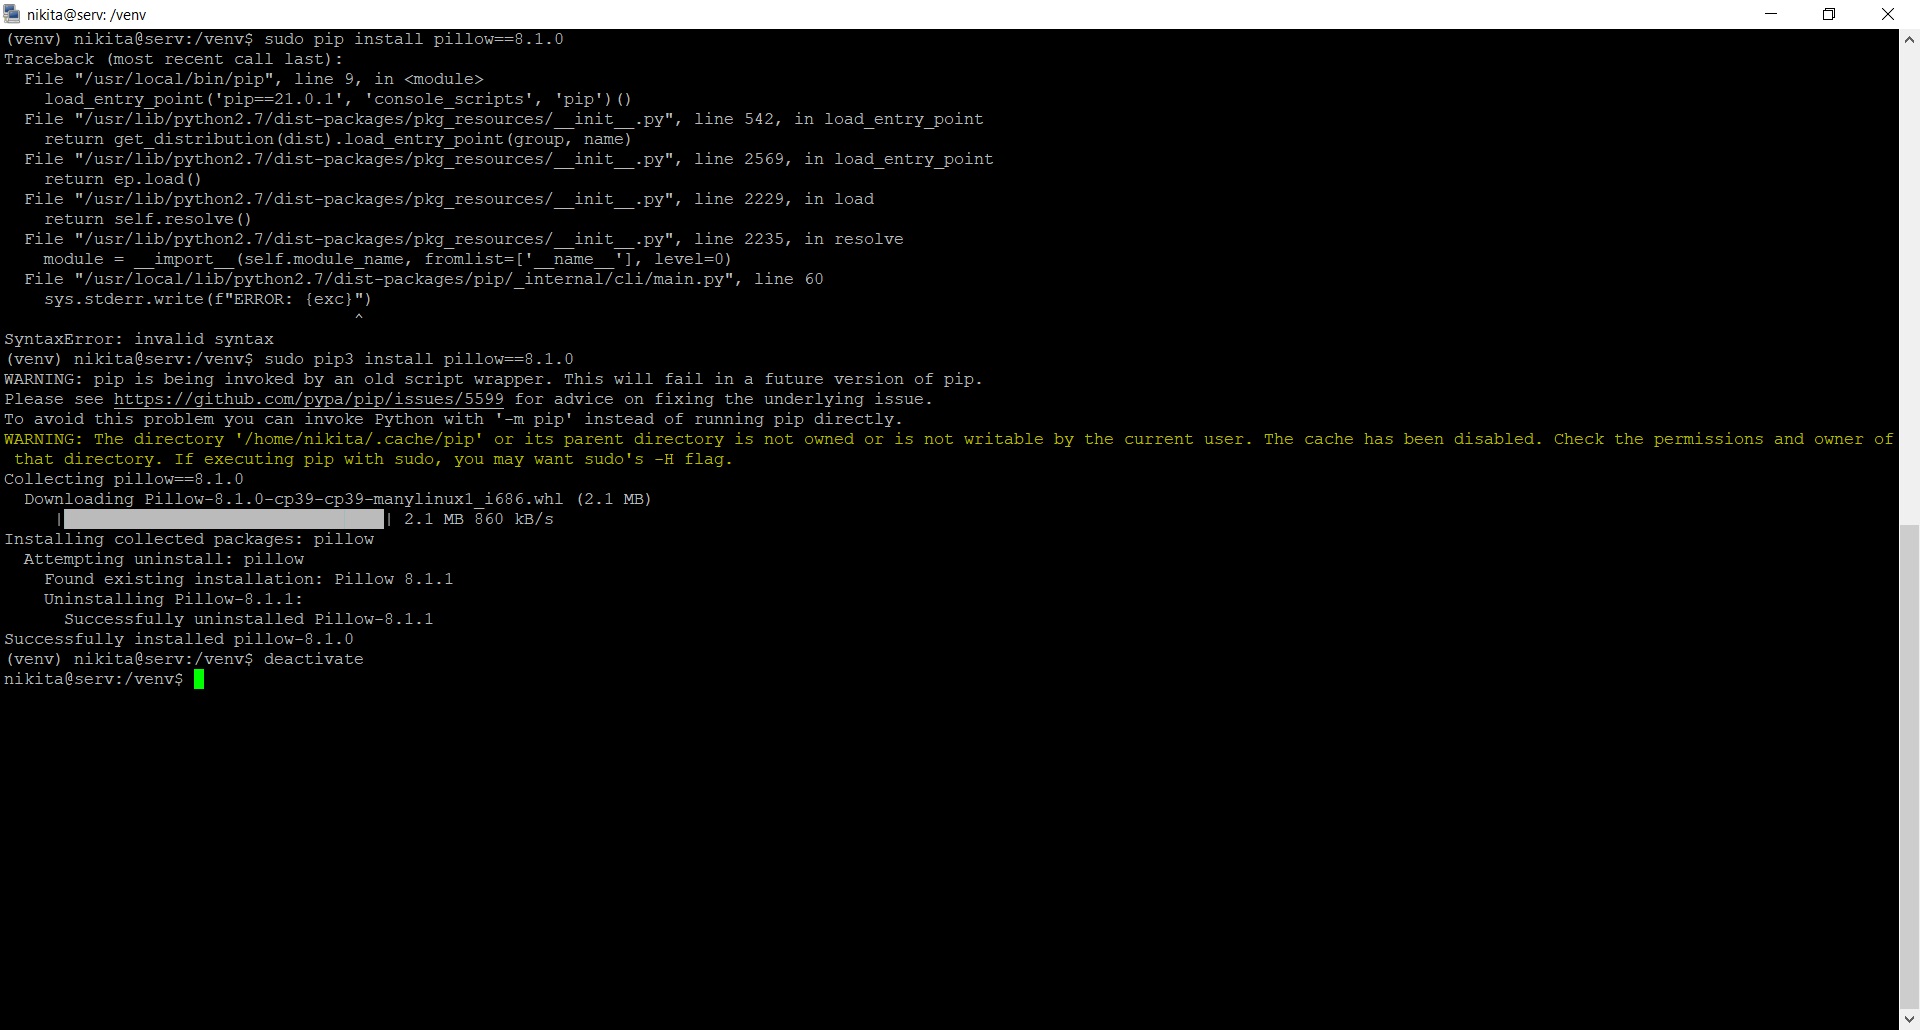 nikita@serv: /venv
(venv) nikita@serv:/venv$ sudo pip install pillow==8.1.0
Traceback (most recent call last):
  File "/usr/local/bin/pip", line 9, in <module>
    load_entry_point('pip==21.0.1', 'console_scripts', 'pip')()
  File "/usr/lib/python2.7/dist-packages/pkg_resources/__init__.py", line 542, in load_entry_point
    return get_distribution(dist).load_entry_point(group, name)
  File "/usr/lib/python2.7/dist-packages/pkg_resources/__init__.py", line 2569, in load_entry_point
    return ep.load()
  File "/usr/lib/python2.7/dist-packages/pkg_resources/__init__.py", line 2229, in load
    return self.resolve()
  File "/usr/lib/python2.7/dist-packages/pkg_resources/__init__.py", line 2235, in resolve
    module = __import__(self.module_name, fromlist=['__name__'], level=0)
  File "/usr/local/lib/python2.7/dist-packages/pip/_internal/cli/main.py", line 60
    sys.stderr.write(f"ERROR: {exc}")
                                   ^
SyntaxError: invalid syntax
(venv) nikita@serv:/venv$ sudo pip3 install pillow==8.1.0
WARNING: pip is being invoked by an old script wrapper. This will fail in a future version of pip.
Please see https://github.com/pypa/pip/issues/5599 for advice on fixing the underlying issue.
To avoid this problem you can invoke Python with '-m pip' instead of running pip directly.
WARNING: The directory '/home/nikita/.cache/pip' or its parent directory is not owned or is not writable by the current user. The cache has been disabled. Check the permissions and owner of
 that directory. If executing pip with sudo, you may want sudo's -H flag.
Collecting pillow==8.1.0
  Downloading Pillow-8.1.0-cp39-cp39-manylinux1_i686.whl (2.1 MB)
     |████████████████████████████████| 2.1 MB 860 kB/s
Installing collected packages: pillow
  Attempting uninstall: pillow
    Found existing installation: Pillow 8.1.1
    Uninstalling Pillow-8.1.1:
      Successfully uninstalled Pillow-8.1.1
Successfully installed pillow-8.1.0
(venv) nikita@serv:/venv$ deactivate
nikita@serv:/venv$